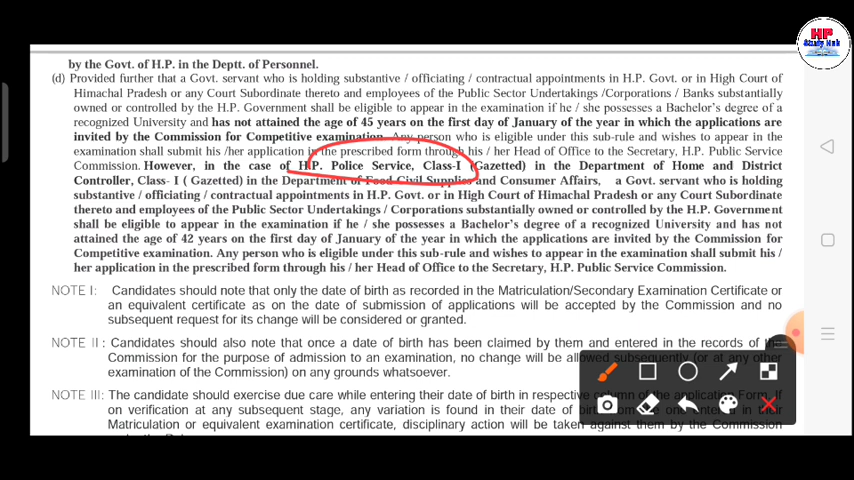 HP
Study Hub
by the Govt. of H.P. in the Deptt. of Personnel.
(d) Provided further that a Govt. servant who is holding substantive / officiating / contractual appointments in H.P. Govt. or in High Court of
Himachal Pradesh or any Court Subordinate thereto and employees of the Public Sector Undertakings /Corporations / Banks substantially
owned or controlled by the H.P. Government shall be eligible to appear in the examination if he / she possesses a Bachelor's degree of a
recognized University and has not attained the age of 45 years on the first day of January of the year in which the applications are
invited by the Commission for Competitive examination. Any person who is eligible under this sub-rule and wishes to appear in the
examination shall submit his /her application in the prescribed form through his / her Head of Office to the Secretary, H.P. Public Service
Commission. However, in the case of H.P. Police Service, Class-I (Gazetted) in the Department of Home and District
Controller, Class- I ( Gazetted) in the Department of Food Civil Supplies and Consumer Affairs, a Govt. servant who is holding
substantive / officiating / contractual appointments in H.P. Govt. or in High Court of Himachal Pradesh or any Court Subordinate
thereto and employees of the Public Sector Undertakings / Corporations substantially owned or controlled by the H.P. Government
shall be eligible to appear in the examination if he / she possesses a Bachelor's degree of a recognized University and has not
attained the age of 42 years on the first day of January of the year in which the applications are invited by the Commission for
Competitive examination. Any person who is eligible under this sub-rule and wishes to appear in the examination shall submit his /
her application in the prescribed form through his / her Head of Office to the Secretary, H.P. Public Service Commission.
NOTE I: Candidates should note that only the date of birth as recorded in the Matriculation/Secondary Examination Certificate or
an equivalent certificate as on the date of submission of applications will be accepted by the Commission and no
subsequent request for its change will be considered or granted.
NOTE II : Candidates should also note that once a date of birth has been claimed by them and entered in the records of the
Commission for the purpose of admission to an examination, no change will be allowed subsequently (or at any other
examination of the Commission) on any grounds whatsoever.
NOTE III: The candidate should exercise due care while entering their date of birth in respective column of the application Form. If
on verification at any subsequent stage, any variation is found in their date of birth from the one entered in their
Matriculation or equivalent examination certificate, disciplinary action will be taken against them by the Commission